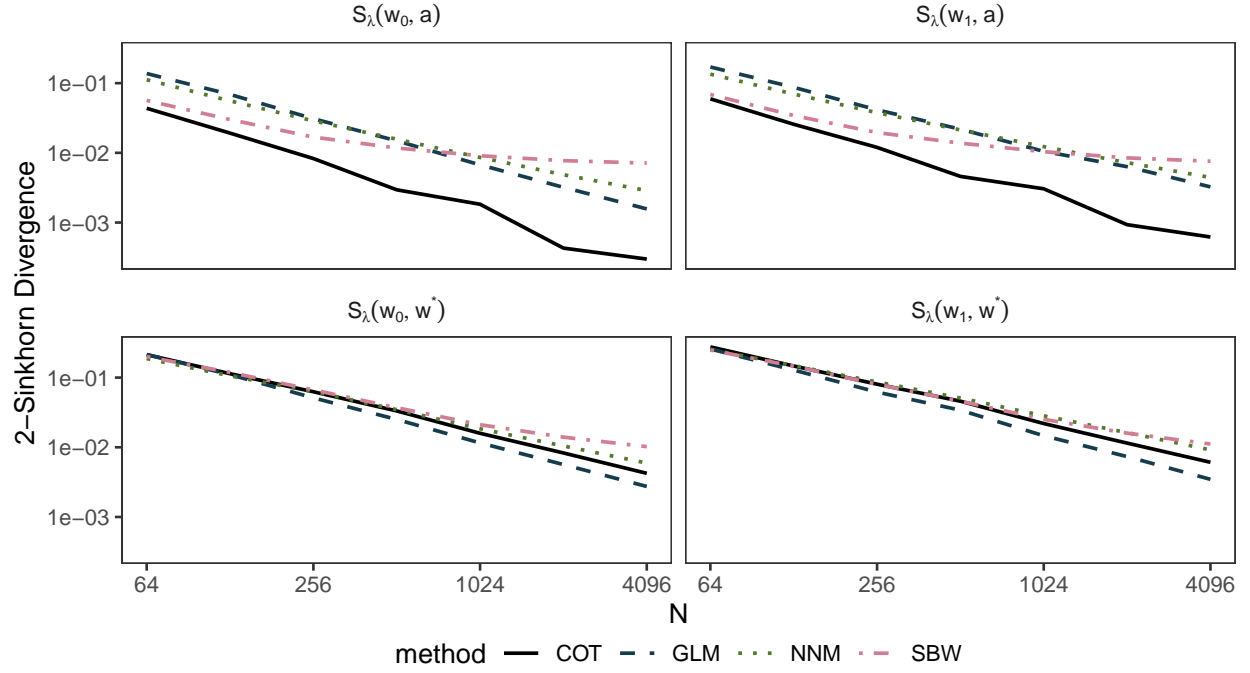 S_λ(w_0, a)
S_λ(w_1, a)
1e−01
1e−02
1e−03
S_λ(w_0, w^*)
S_λ(w_1, w^*)
1e−01
1e−02
1e−03
2−Sinkhorn Divergence
64 256 1024 4096
64 256 1024 4096
N
method COT GLM NNM SBW